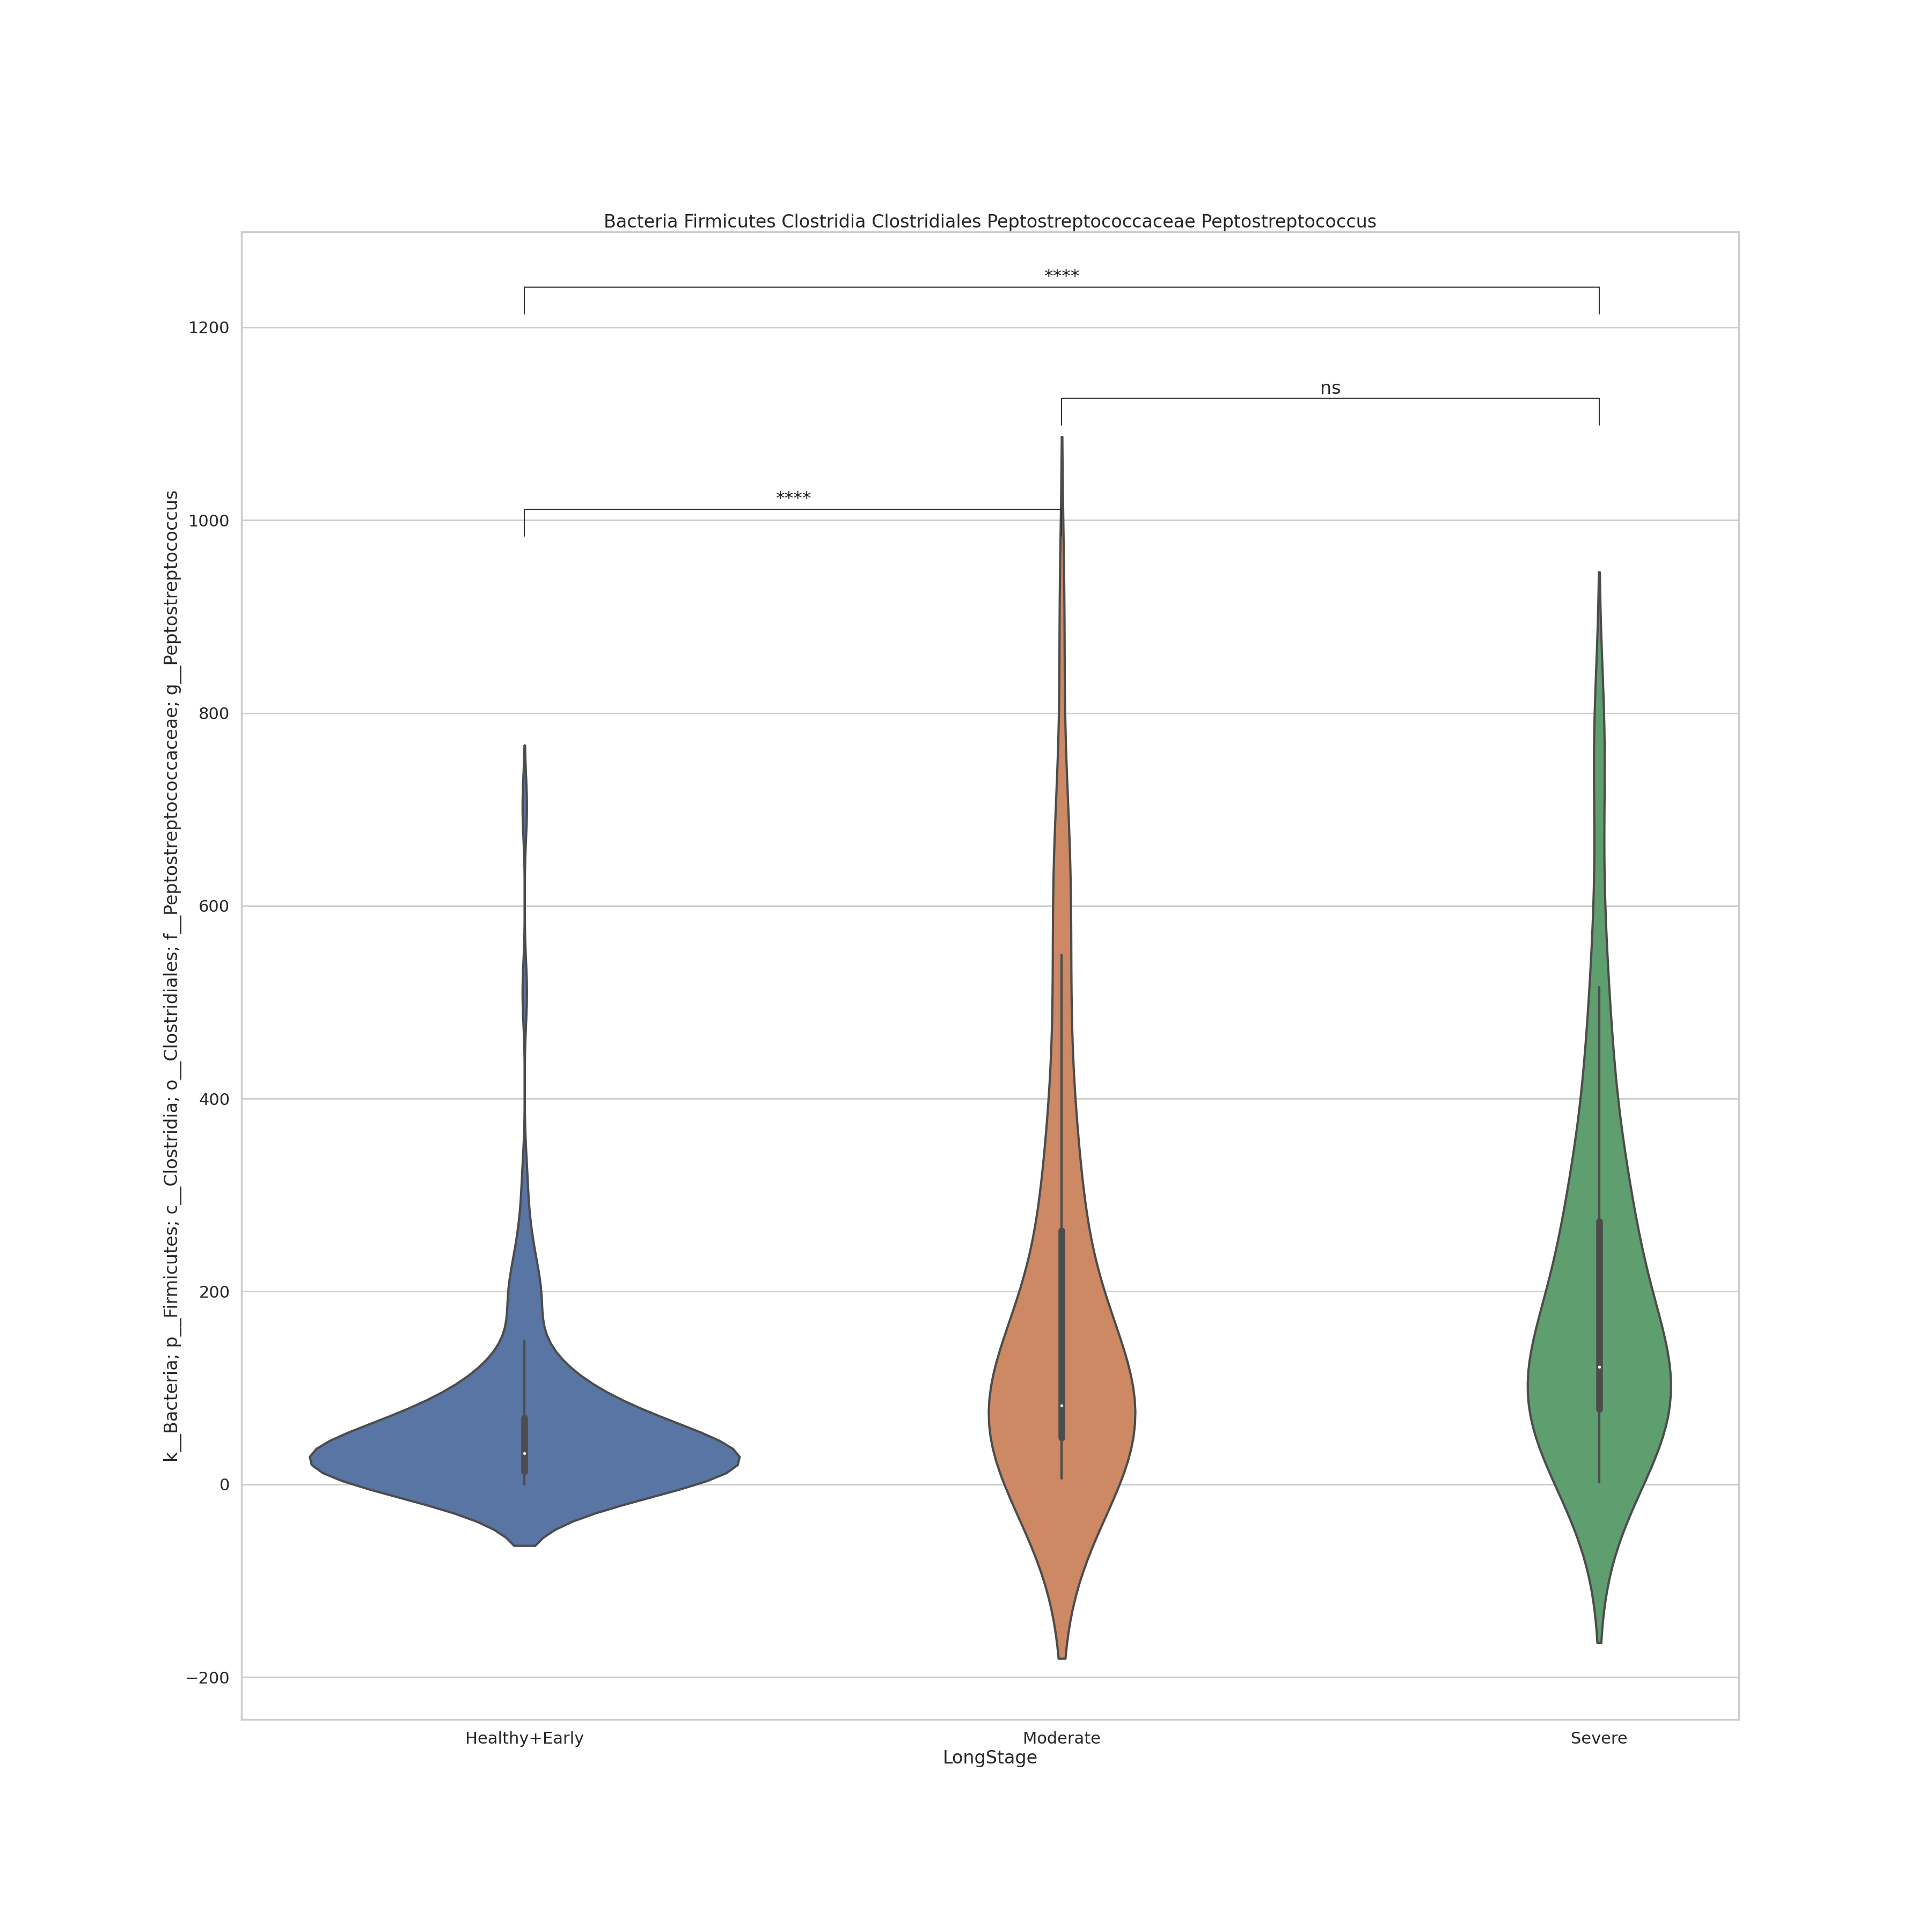 Bacteria Firmicutes Clostridia Clostridiales Peptostreptococcaceae Peptostreptococcus
****
1200
ns
****
1000
800
600
400
200
0
−200
k__Bacteria; p__Firmicutes; c__Clostridia; o__Clostridiales; f__Peptostreptococcaceae; g__Peptostreptococcus
Healthy+Early Moderate Severe
LongStage